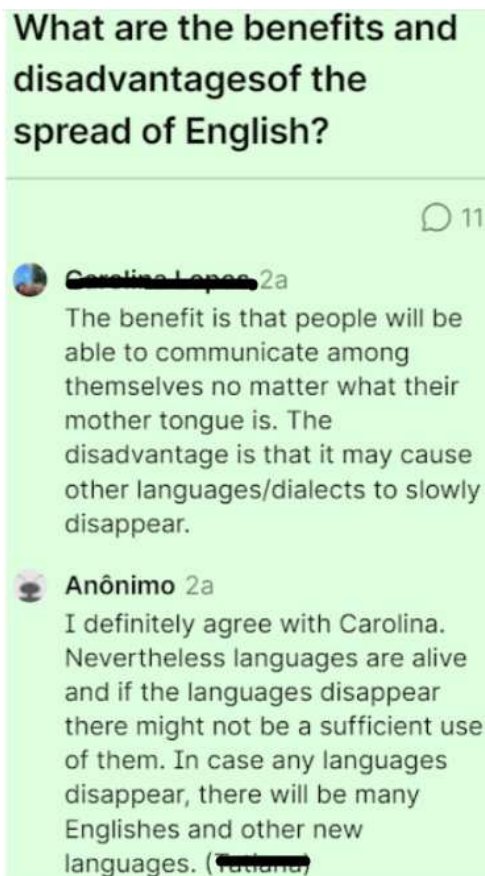 What are the benefits and
disadvantagesof the
spread of English?
11
2a
The benefit is that people will be
able to communicate among
themselves no matter what their
mother tongue is. The
disadvantage is that it may cause
other languages/dialects to slowly
disappear.
Anônimo 2a
I definitely agree with Carolina.
Nevertheless languages are alive
and if the languages disappear
there might not be a sufficient use
of them. In case any languages
disappear, there will be many
Englishes and other new
languages. (